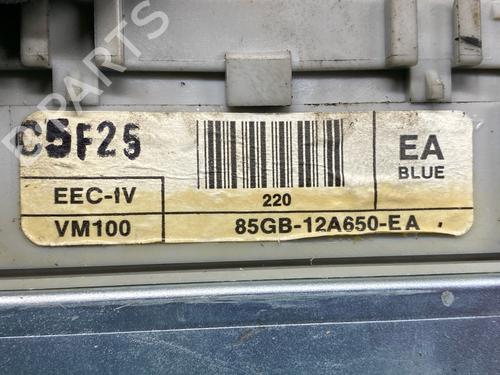 C5F25
EA
BLUE
EEC-IV
220
VM100
85GB-12A650-EA